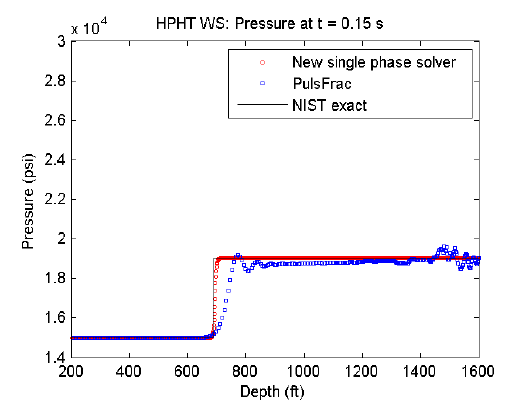 HPHT WS: Pressure at t = 0.15 s
x 10^4
New single phase solver
PulsFrac
NIST exact
Pressure (psi)
3
2.8
2.6
2.4
2.2
2
1.8
1.6
1.4
200 400 600 800 1000 1200 1400 1600
Depth (ft)